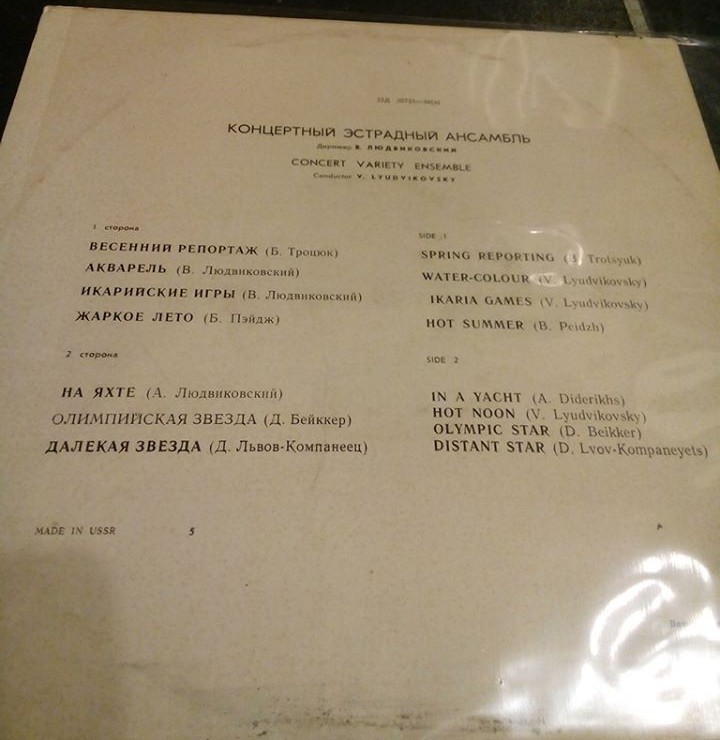 КОНЦЕРТНЫЙ ЭСТРАДНЫЙ АНСАМБЛЬ
Дирижер В. ЛЮДВИКОВСКИЙ
CONCERT VARIETY ENSEMBLE
Conductor V. LYUDVIKOVSKY
1 сторона
ВЕСЕННИЙ РЕПОРТАЖ (Б. Троцюк)
АКВАРЕЛЬ (В. Людвиковский)
ИКАРИЙСКИЕ ИГРЫ (В. Людвиковский)
ЖАРКОЕ ЛЕТО (Б. Пэйдж)
2 сторона
НА ЯХТЕ (А. Людвиковский)
ОЛИМПИЙСКАЯ ЗВЕЗДА (Д. Бейккер)
ДАЛЕКАЯ ЗВЕЗДА (Д. Львов-Компанеец)
SIDE 1
SPRING REPORTING (B. Trotsyuk)
WATER-COLOUR (V. Lyudvikovsky)
IKARIA GAMES (V. Lyudvikovsky)
HOT SUMMER (B. Peidzh)
SIDE 2
IN A YACHT (A. Diderikhs)
HOT NOON (V. Lyudvikovsky)
OLYMPIC STAR (D. Beikker)
DISTANT STAR (D. Lvov-Kompaneyets)
MADE IN USSR 5